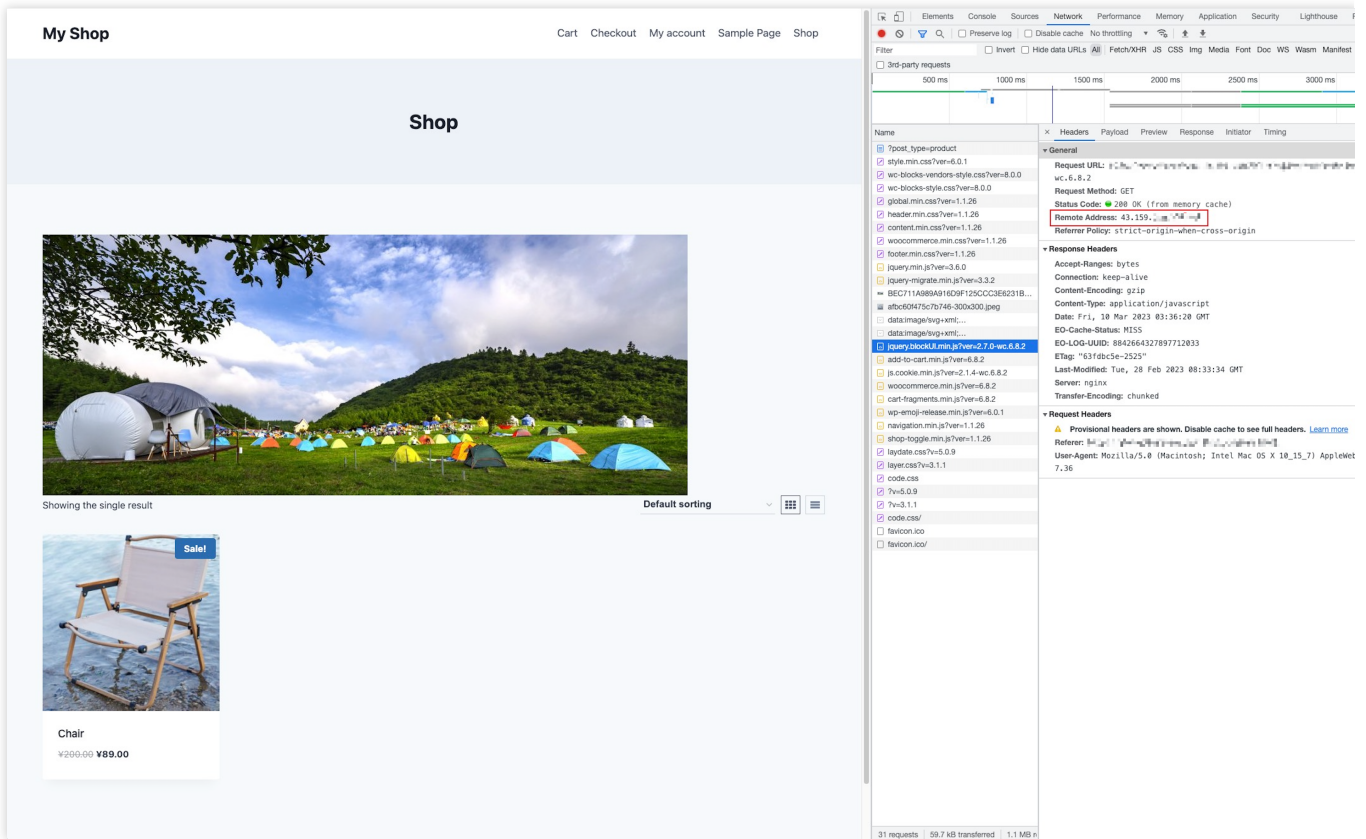 My Shop
Cart Checkout My account Sample Page Shop
Shop
Showing the single result
Default sorting
Sale!
Chair
¥200.00 ¥89.00
Elements Console Sources Network Performance Memory Application Security Lighthouse
Preserve log Disable cache No throttling
Filter Invert Hide data URLs All Fetch/XHR JS CSS Img Media Font Doc WS Wasm Manifest
3rd-party requests
500 ms 1000 ms 1500 ms 2000 ms 2500 ms 3000 ms
Name
?post_type=product
style.min.css?ver=6.0.1
wc-blocks-vendors-style.css?ver=8.0.0
wc-blocks-style.css?ver=8.0.0
global.min.css?ver=1.1.26
header.min.css?ver=1.1.26
content.min.css?ver=1.1.26
woocommerce.min.css?ver=1.1.26
footer.min.css?ver=1.1.26
jquery.min.js?ver=3.6.0
jquery-migrate.min.js?ver=3.3.2
BEC711A989A916D9F125CCC3E6231B...
afbc60f475c7b746-300x300.jpeg
data:image/svg+xml;...
data:image/svg+xml;...
jquery.blockUI.min.js?ver=2.7.0-wc.6.8.2
add-to-cart.min.js?ver=6.8.2
js.cookie.min.js?ver=2.1.4-wc.6.8.2
woocommerce.min.js?ver=6.8.2
cart-fragments.min.js?ver=6.8.2
wp-emoji-release.min.js?ver=6.0.1
navigation.min.js?ver=1.1.26
shop-toggle.min.js?ver=1.1.26
laydate.css?v=5.0.9
layer.css?v=3.1.1
code.css
?v=5.0.9
?v=3.1.1
code.css/
favicon.ico
favicon.ico/
31 requests 59.7 kB transferred 1.1 MB
× Headers Payload Preview Response Initiator Timing
General
Request URL:
wc.6.8.2
Request Method: GET
Status Code: 200 OK (from memory cache)
Remote Address: 43.159.
Referrer Policy: strict-origin-when-cross-origin
Response Headers
Accept-Ranges: bytes
Connection: keep-alive
Content-Encoding: gzip
Content-Type: application/javascript
Date: Fri, 10 Mar 2023 03:36:20 GMT
EO-Cache-Status: MISS
EO-LOG-UUID: 8842664327897712033
ETag: "63fdbc5e-2525"
Last-Modified: Tue, 28 Feb 2023 08:33:34 GMT
Server: nginx
Transfer-Encoding: chunked
Request Headers
Provisional headers are shown. Disable cache to see full headers. Learn more
Referer:
User-Agent: Mozilla/5.0 (Macintosh; Intel Mac OS X 10_15_7) AppleWeb
7.36